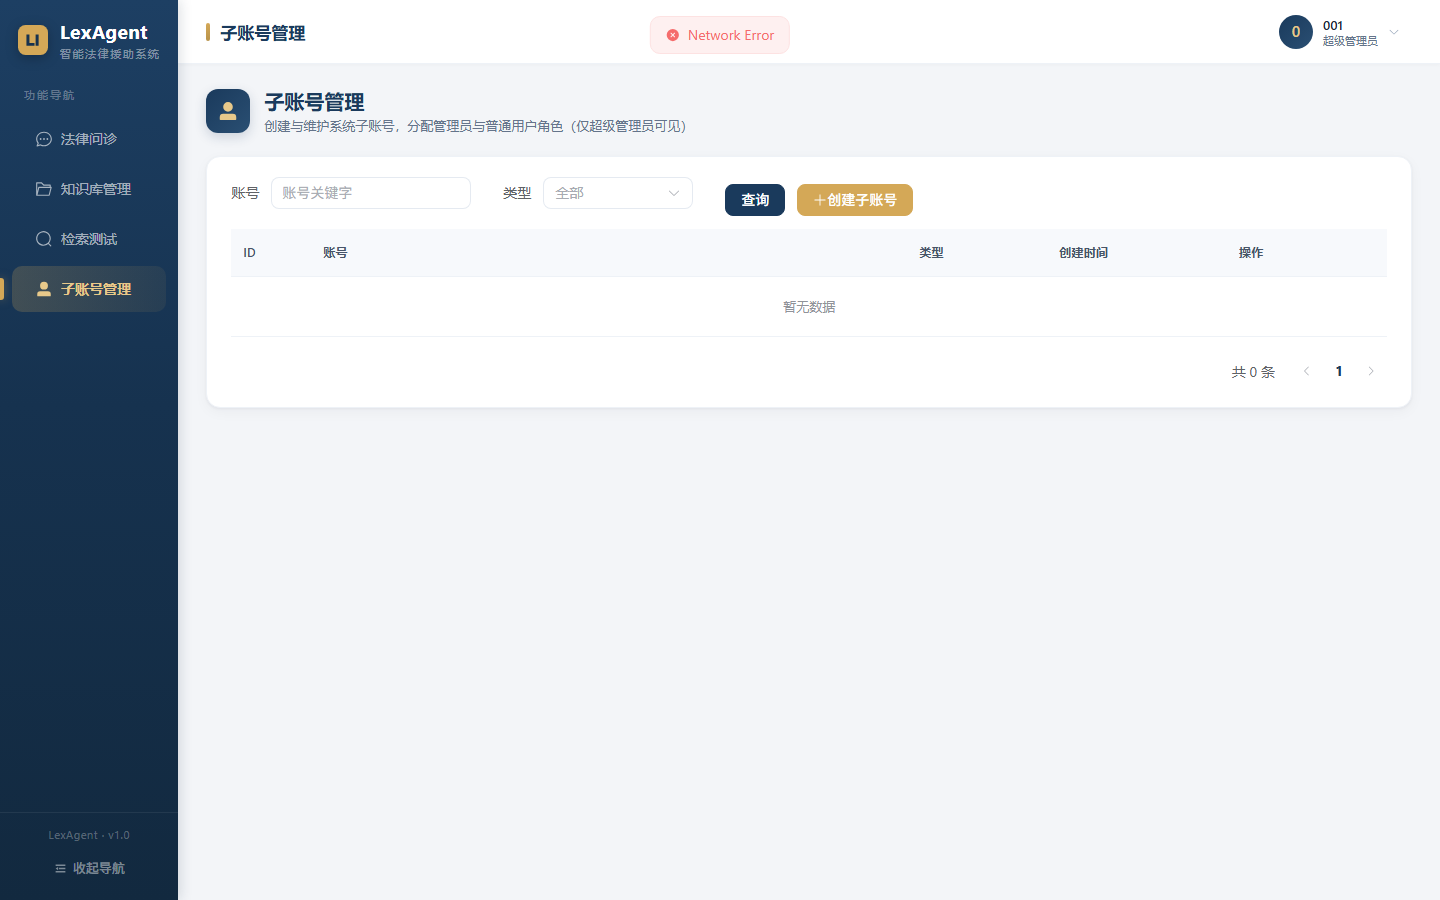 LI
LexAgent
智能法律援助系统
功能导航
法律问诊
知识库管理
检索测试
子账号管理
LexAgent · v1.0
收起导航
子账号管理
Network Error
0
001
超级管理员
子账号管理
创建与维护系统子账号，分配管理员与普通用户角色（仅超级管理员可见）
账号 账号关键字 类型 全部 查询 创建子账号
ID 账号 类型 创建时间 操作
暂无数据
共 0 条 1